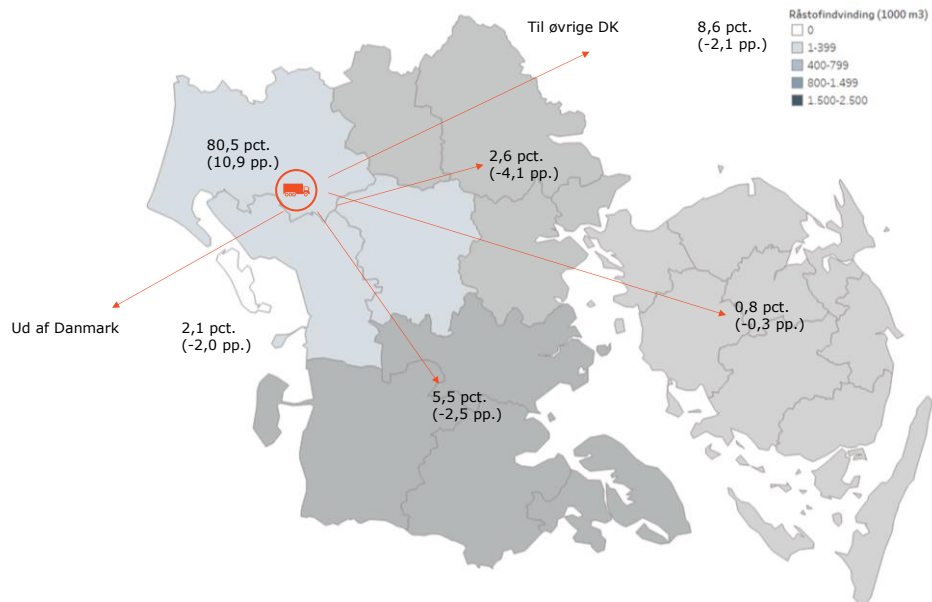 Til øvrige DK
8,6 pct.
(-2,1 pp.)
Råstofindvinding (1000 m3)
0
1-399
400-799
800-1.499
1.500-2.500
80,5 pct.
(10,9 pp.)
2,6 pct.
(-4,1 pp.)
Ud af Danmark
2,1 pct.
(-2,0 pp.)
0,8 pct.
(-0,3 pp.)
5,5 pct.
(-2,5 pp.)